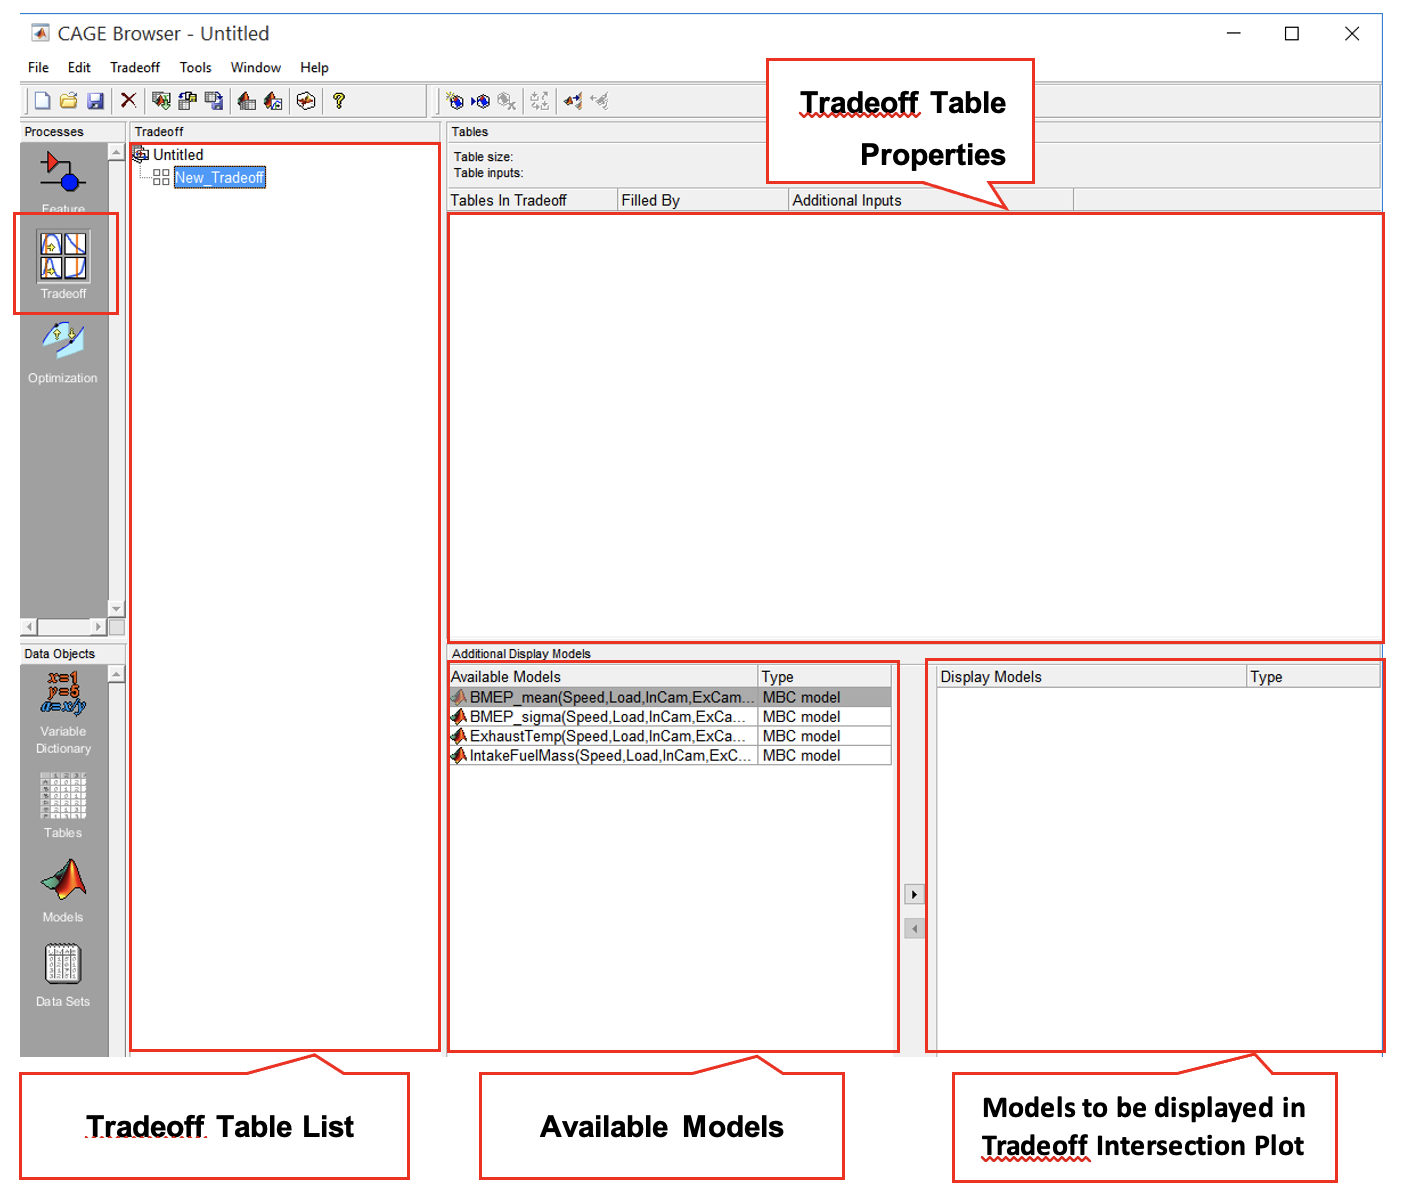 CAGE Browser - Untitled
File Edit Tradeoff Tools Window Help
Tradeoff Table
Properties
Processes
Feature
Tradeoff
Optimization
Tradeoff
Untitled
New_Tradeoff
Tables
Table size:
Table inputs:
Tables In Tradeoff Filled By Additional Inputs
Data Objects
Variable
Dictionary
Tables
Models
Data Sets
Additional Display Models
Available Models Type
BMEP_mean(Speed,Load,InCam,ExCam... MBC model
BMEP_sigma(Speed,Load,InCam,ExCa... MBC model
ExhaustTemp(Speed,Load,InCam,ExCa... MBC model
IntakeFuelMass(Speed,Load,InCam,ExC... MBC model
Display Models Type
Tradeoff Table List
Available Models
Models to be displayed in
Tradeoff Intersection Plot